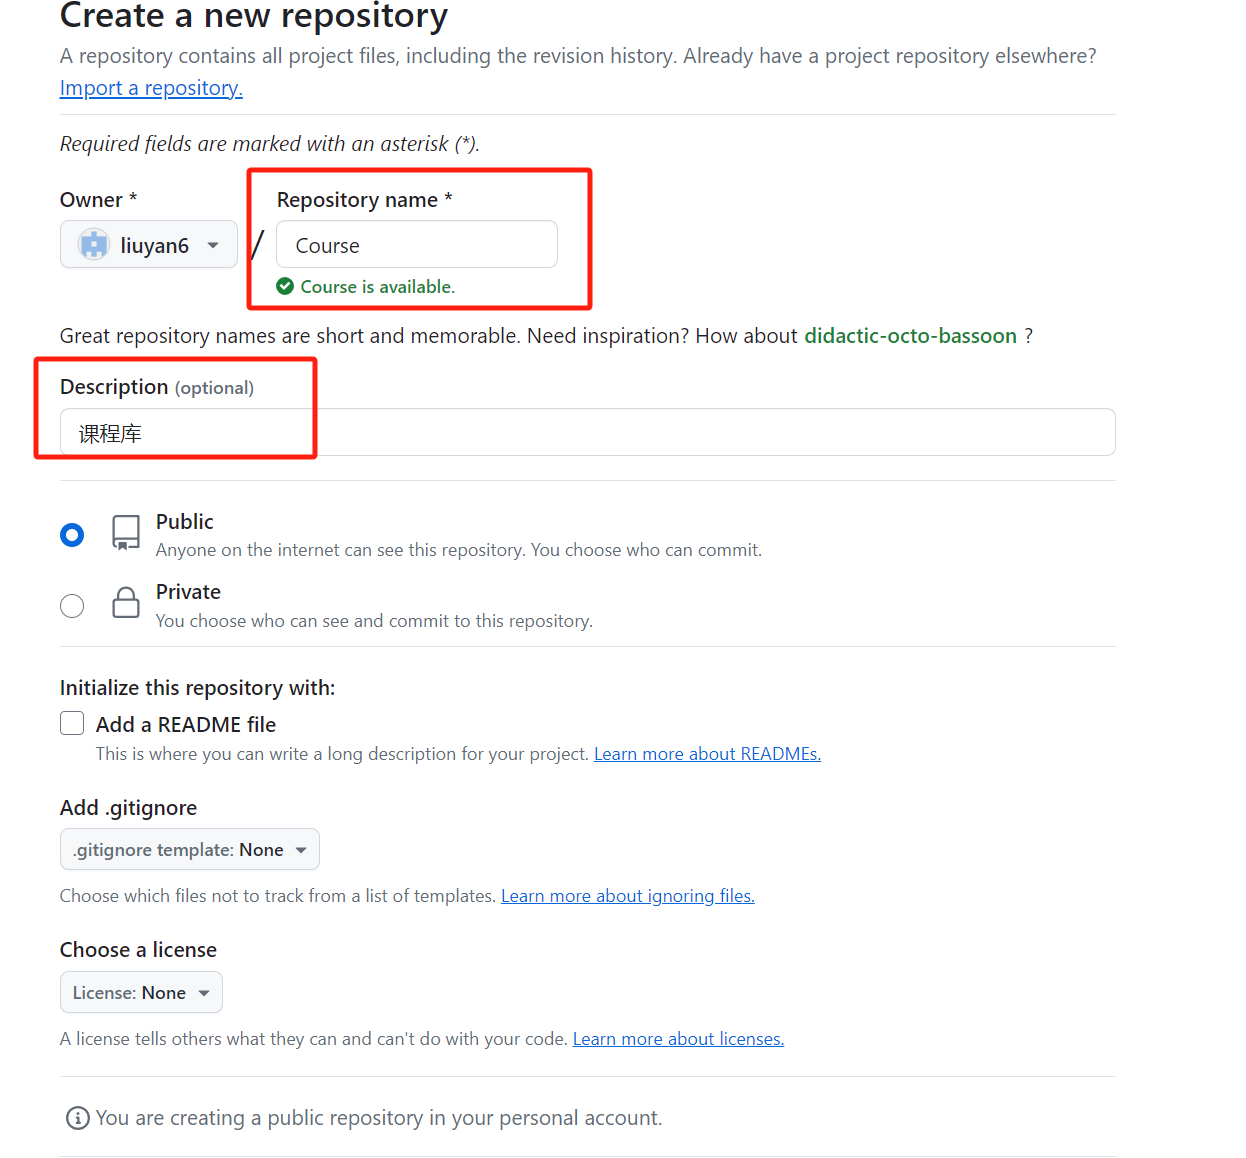 Create a new repository
A repository contains all project files, including the revision history. Already have a project repository elsewhere?
Import a repository.
Required fields are marked with an asterisk (*).
Owner *
Repository name *
liuyan6
/
Course
Course is available.
Great repository names are short and memorable. Need inspiration? How about didactic-octo-bassoon ?
Description (optional)
课程库
Public
Anyone on the internet can see this repository. You choose who can commit.
Private
You choose who can see and commit to this repository.
Initialize this repository with:
Add a README file
This is where you can write a long description for your project. Learn more about READMEs.
Add .gitignore
.gitignore template: None
Choose which files not to track from a list of templates. Learn more about ignoring files.
Choose a license
License: None
A license tells others what they can and can't do with your code. Learn more about licenses.
You are creating a public repository in your personal account.